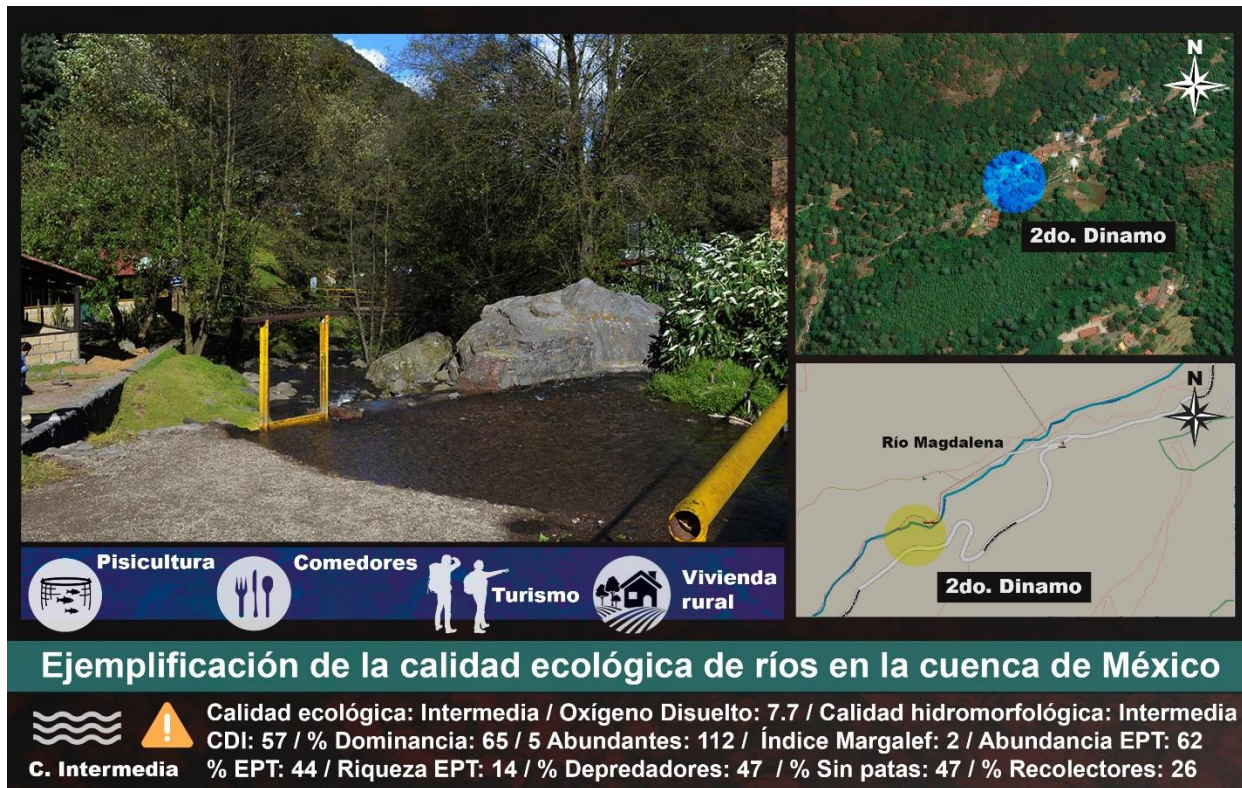 N
2do. Dinamo
Río Magdalena
N
2do. Dinamo
Pisicultura
Comedores
Turismo
Vivienda
rural
Ejemplificación de la calidad ecológica de ríos en la cuenca de México
Calidad ecológica: Intermedia / Oxígeno Disuelto: 7.7 / Calidad hidromorfológica: Intermedia
CDI: 57 / % Dominancia: 65 / 5 Abundantes: 112 / Índice Margalef: 2 / Abundancia EPT: 62
C. Intermedia
% EPT: 44 / Riqueza EPT: 14 / % Depredadores: 47 / % Sin patas: 47 / % Recolectores: 26